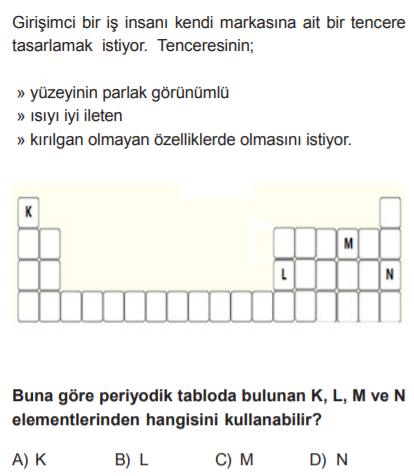 Girişimci bir iş insanı kendi markasına ait bir tencere
tasarlamak istiyor. Tenceresinin;
» yüzeyinin parlak görünümlü
» ısıyı iyi ileten
» kırılgan olmayan özelliklerde olmasını istiyor.
K
M
L N
Buna göre periyodik tabloda bulunan K, L, M ve N
elementlerinden hangisini kullanabilir?
A) K B) L C) M D) N